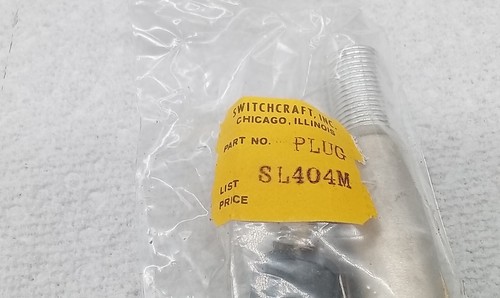 SWITCHCRAFT, INC.
CHICAGO, ILLINOIS
PART NO. PLUG
SL404M
LIST
PRICE